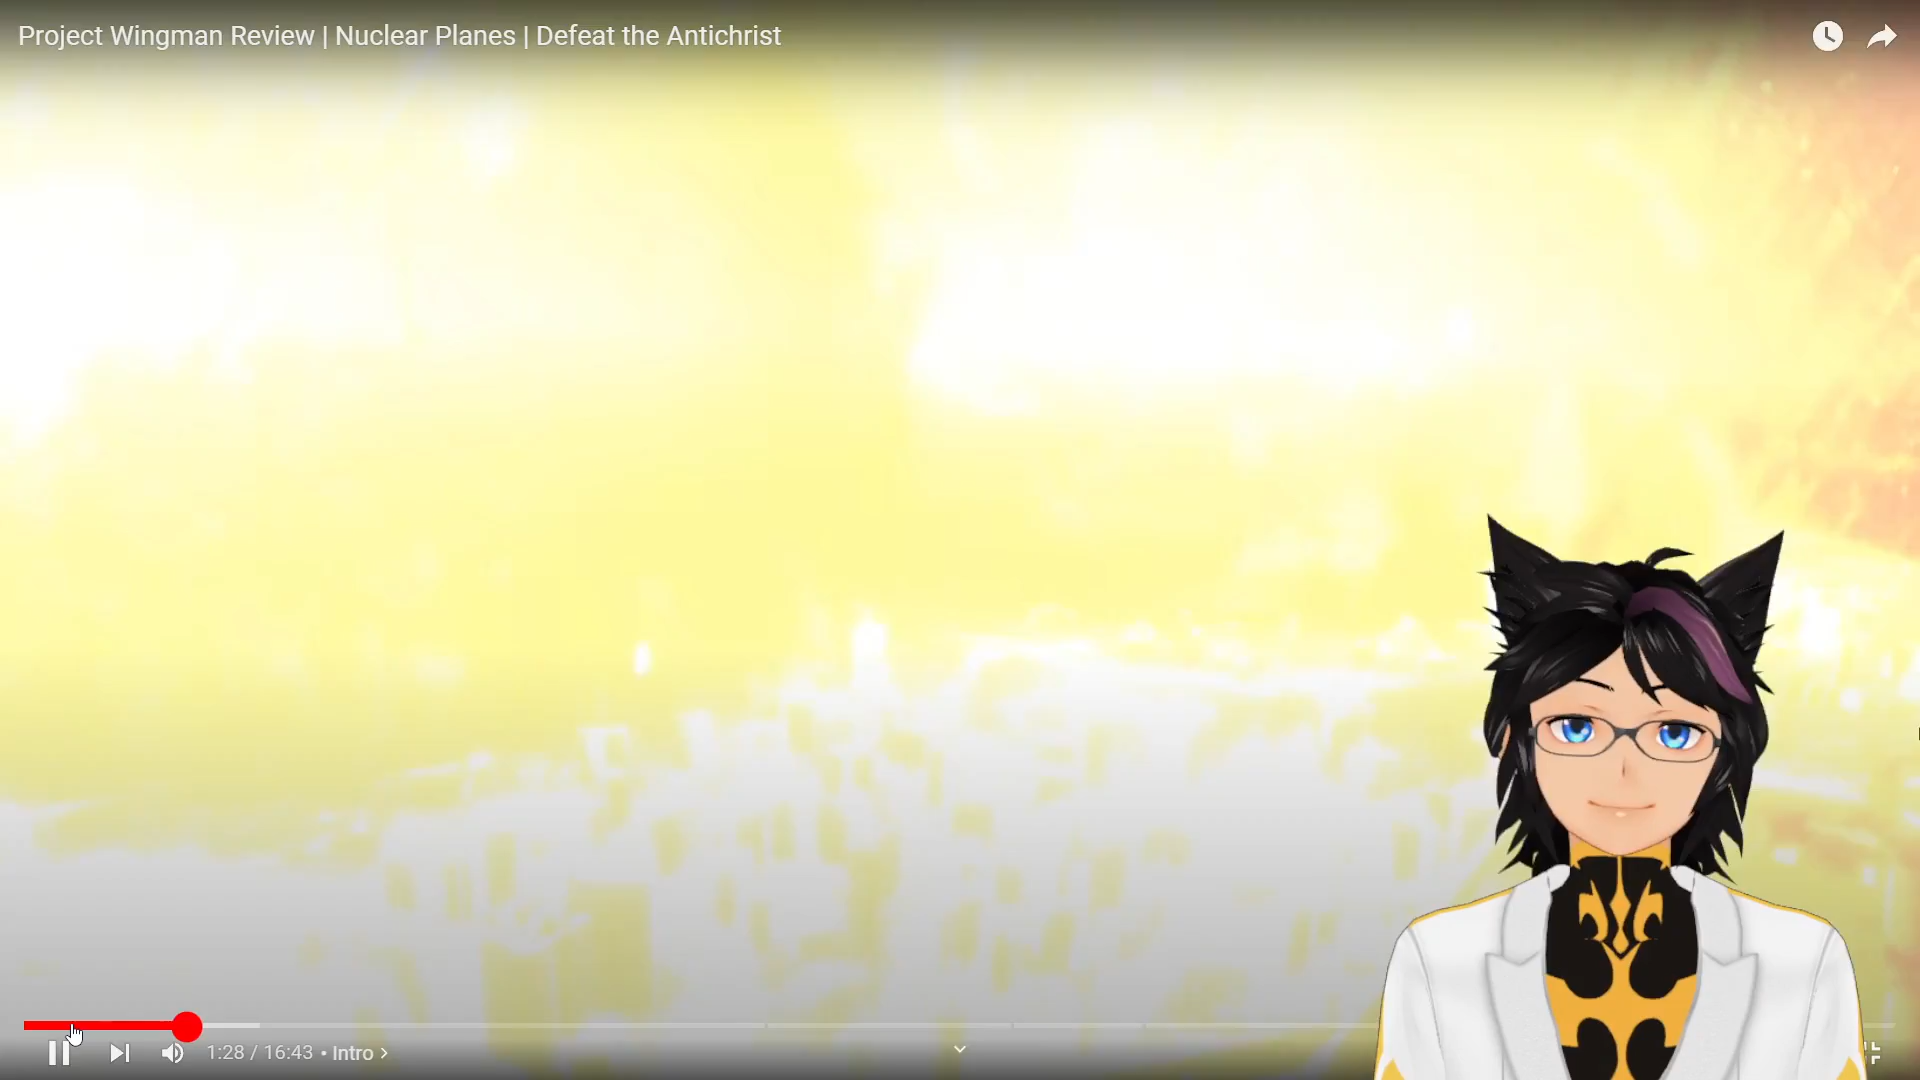 Project Wingman Review | Nuclear Planes | Defeat the Antichrist
1:28 / 16:43 • Intro